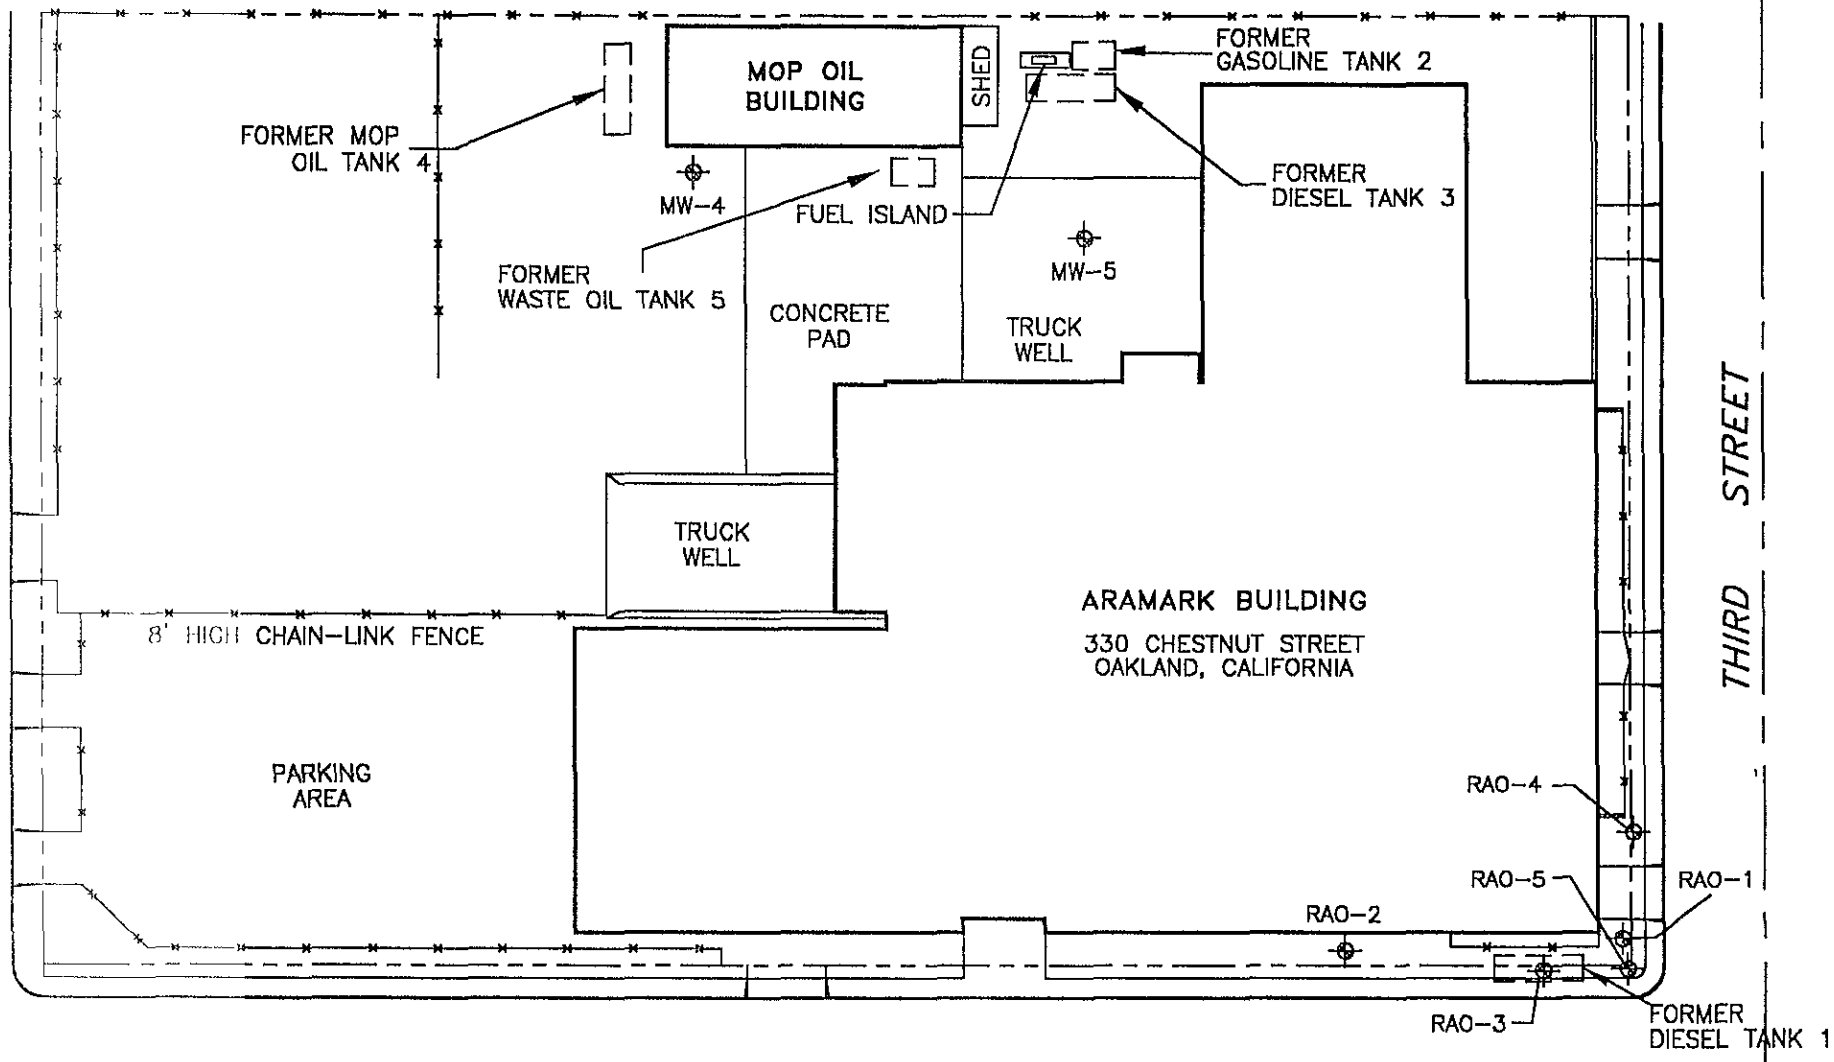 FORMER
GASOLINE TANK 2
MOP OIL
BUILDING
SHED
FORMER MOP
OIL TANK 4
FORMER
DIESEL TANK 3
MW-4
FUEL ISLAND
MW-5
FORMER
WASTE OIL TANK 5
CONCRETE
PAD
TRUCK
WELL
THIRD STREET
TRUCK
WELL
ARAMARK BUILDING
330 CHESTNUT STREET
OAKLAND, CALIFORNIA
8' HIGH CHAIN-LINK FENCE
PARKING
AREA
RAO-4
RAO-5
RAO-1
RAO-2
RAO-3
FORMER
DIESEL TANK 1